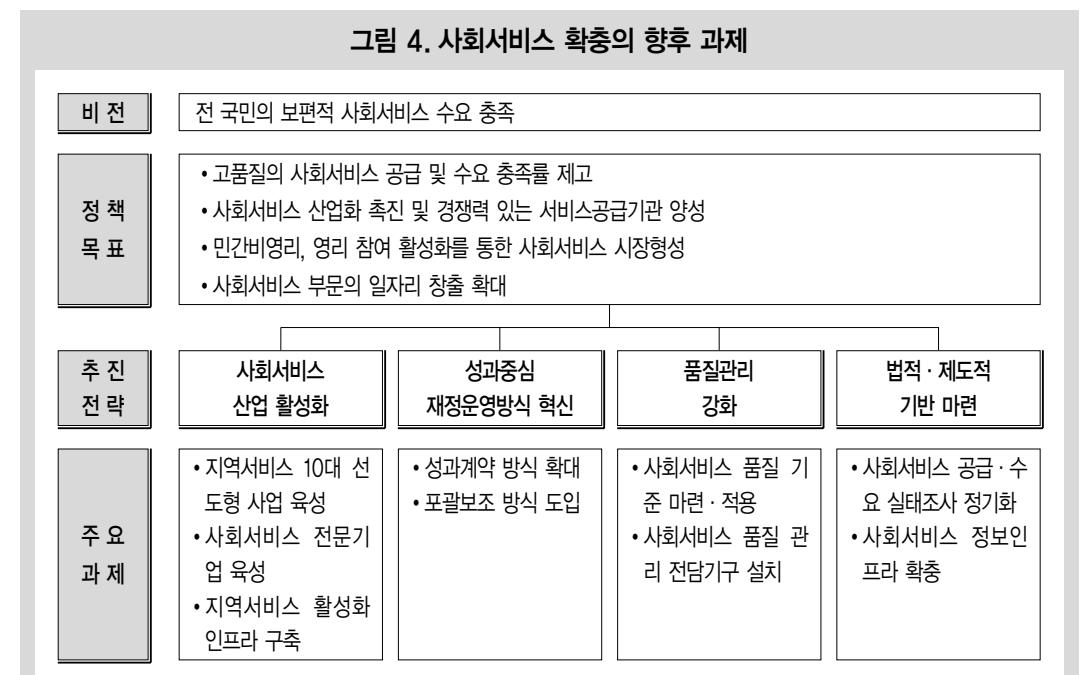 그림 4. 사회서비스 확충의 향후 과제
비 전
전 국민의 보편적 사회서비스 수요 충족
정 책
목 표
•고품질의 사회서비스 공급 및 수요 충족률 제고
•사회서비스 산업화 촉진 및 경쟁력 있는 서비스공급기관 양성
•민간비영리, 영리 참여 활성화를 통한 사회서비스 시장형성
•사회서비스 부문의 일자리 창출 확대
추 진
전 략
사회서비스
산업 활성화
성과중심
재정운영방식 혁신
품질관리
강화
법적 · 제도적
기반 마련
주 요
과 제
•지역서비스 10대 선
도형 사업 육성
•사회서비스 전문기
업 육성
•지역서비스 활성화
인프라 구축
•성과계약 방식 확대
•포괄보조 방식 도입
•사회서비스 품질 기
준 마련 · 적용
•사회서비스 품질 관
리 전담기구 설치
•사회서비스 공급 · 수
요 실태조사 정기화
•사회서비스 정보인
프라 확충